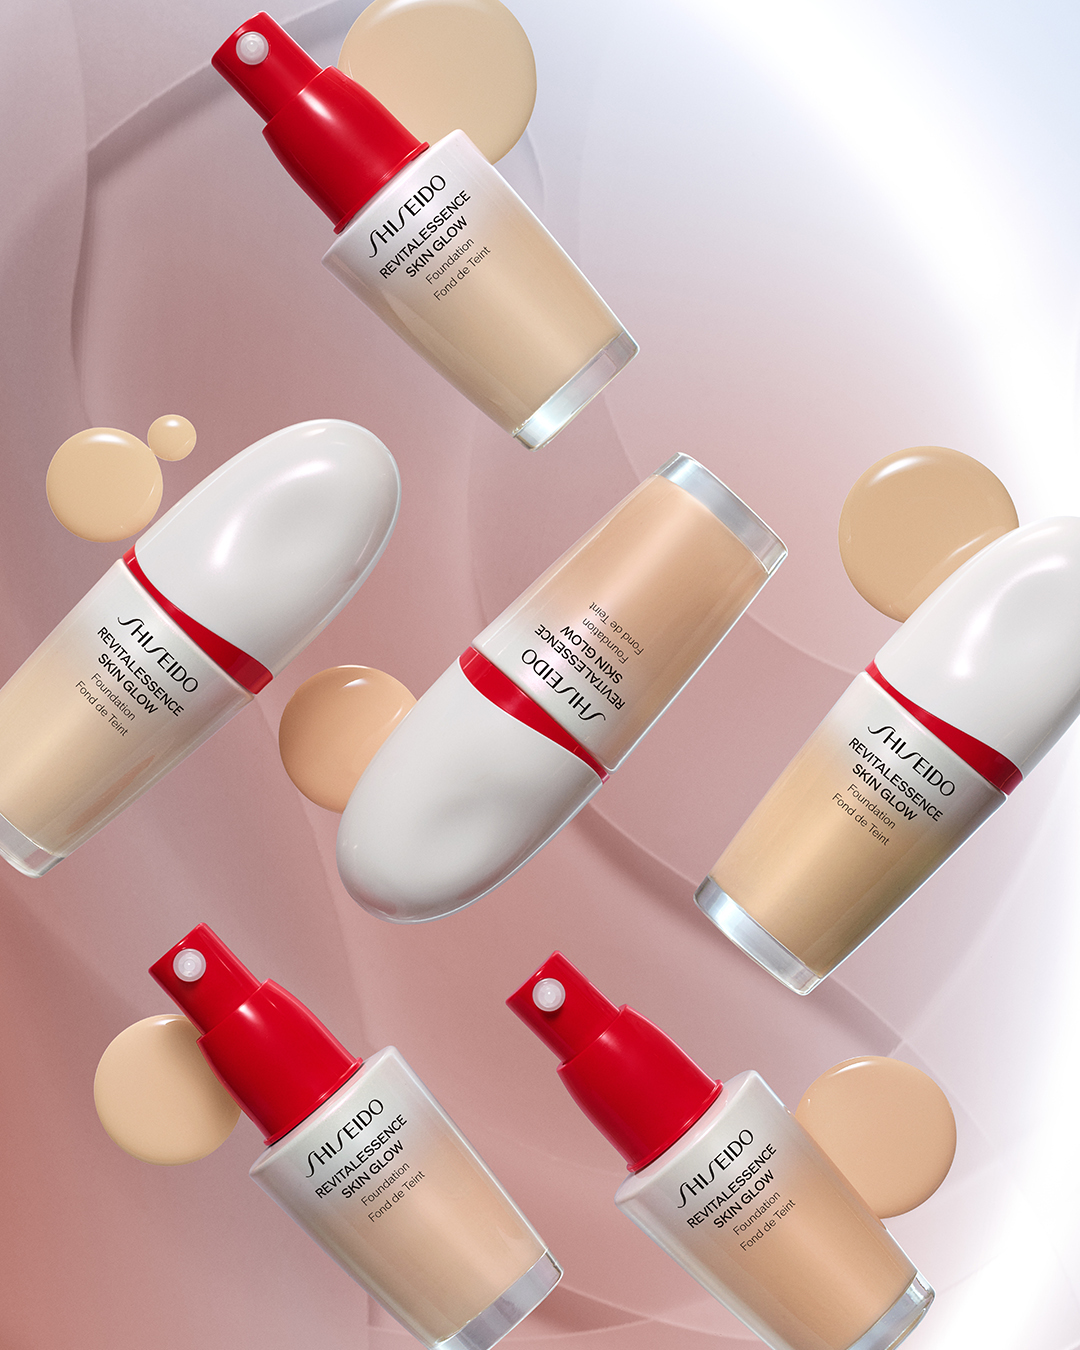 SHISEIDO
REVITALESSENCE
SKIN GLOW
Foundation
Fond de Teint
SHISEIDO
REVITALESSENCE
SKIN GLOW
Foundation
Fond de Teint
SHISEIDO
REVITALESSENCE
SKIN GLOW
Foundation
Fond de Teint
SHISEIDO
REVITALESSENCE
SKIN GLOW
Foundation
Fond de Teint
SHISEIDO
REVITALESSENCE
SKIN GLOW
Foundation
Fond de Teint
SHISEIDO
REVITALESSENCE
SKIN GLOW
Foundation
Fond de Teint